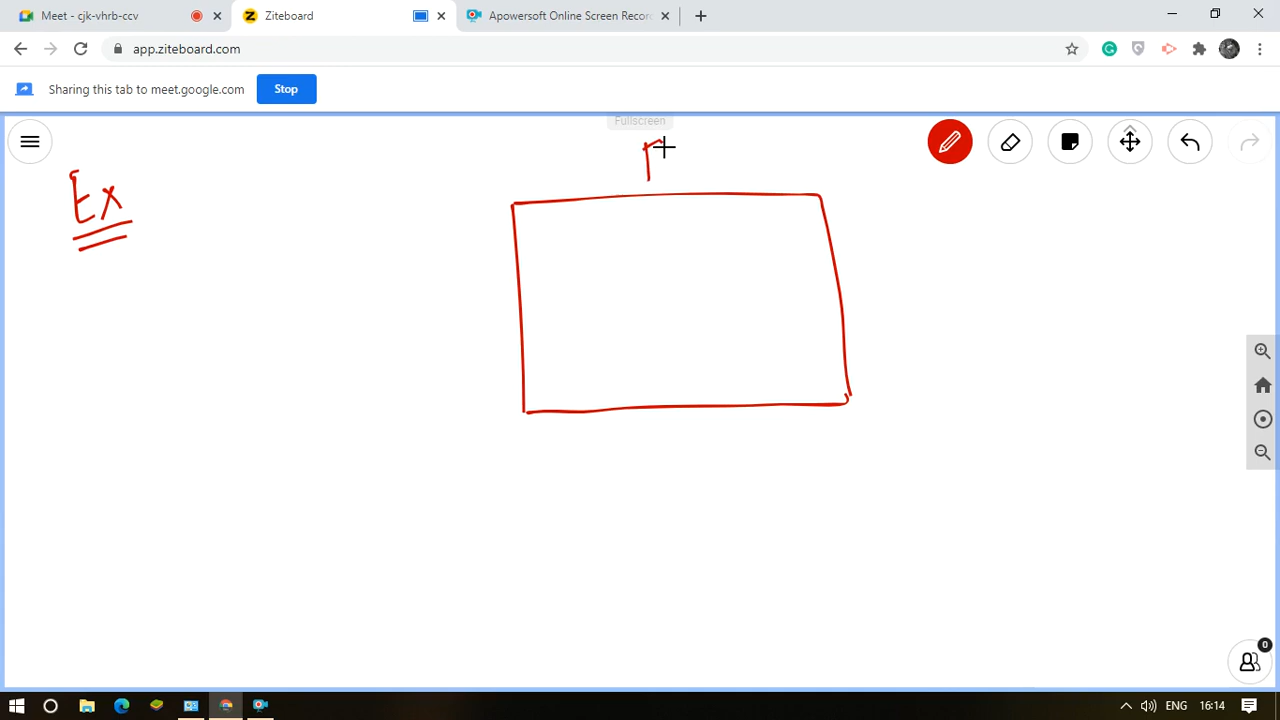 Meet - cjk-vhrb-ccv
Ziteboard
Apowersoft Online Screen Recor
app.ziteboard.com
Sharing this tab to meet.google.com
Stop
Fullscreen
Ex
0
ENG
16:14